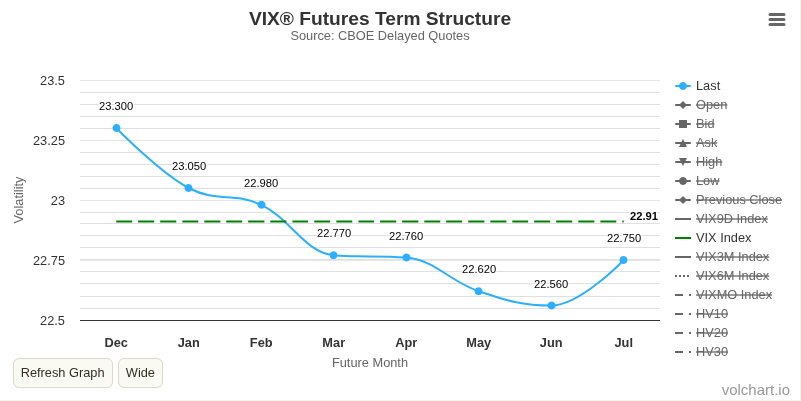 VIX® Futures Term Structure
Source: CBOE Delayed Quotes
Volatility
23.5
23.25
23
22.75
22.5
23.300
23.050
22.980
22.770
22.760
22.620
22.560
22.750
22.91
Dec
Jan
Feb
Mar
Apr
May
Jun
Jul
Future Month
Last
Open
Bid
Ask
High
Low
Previous Close
VIX9D Index
VIX Index
VIX3M Index
VIX6M Index
VIXMO Index
HV10
HV20
HV30
Refresh Graph
Wide
volchart.io